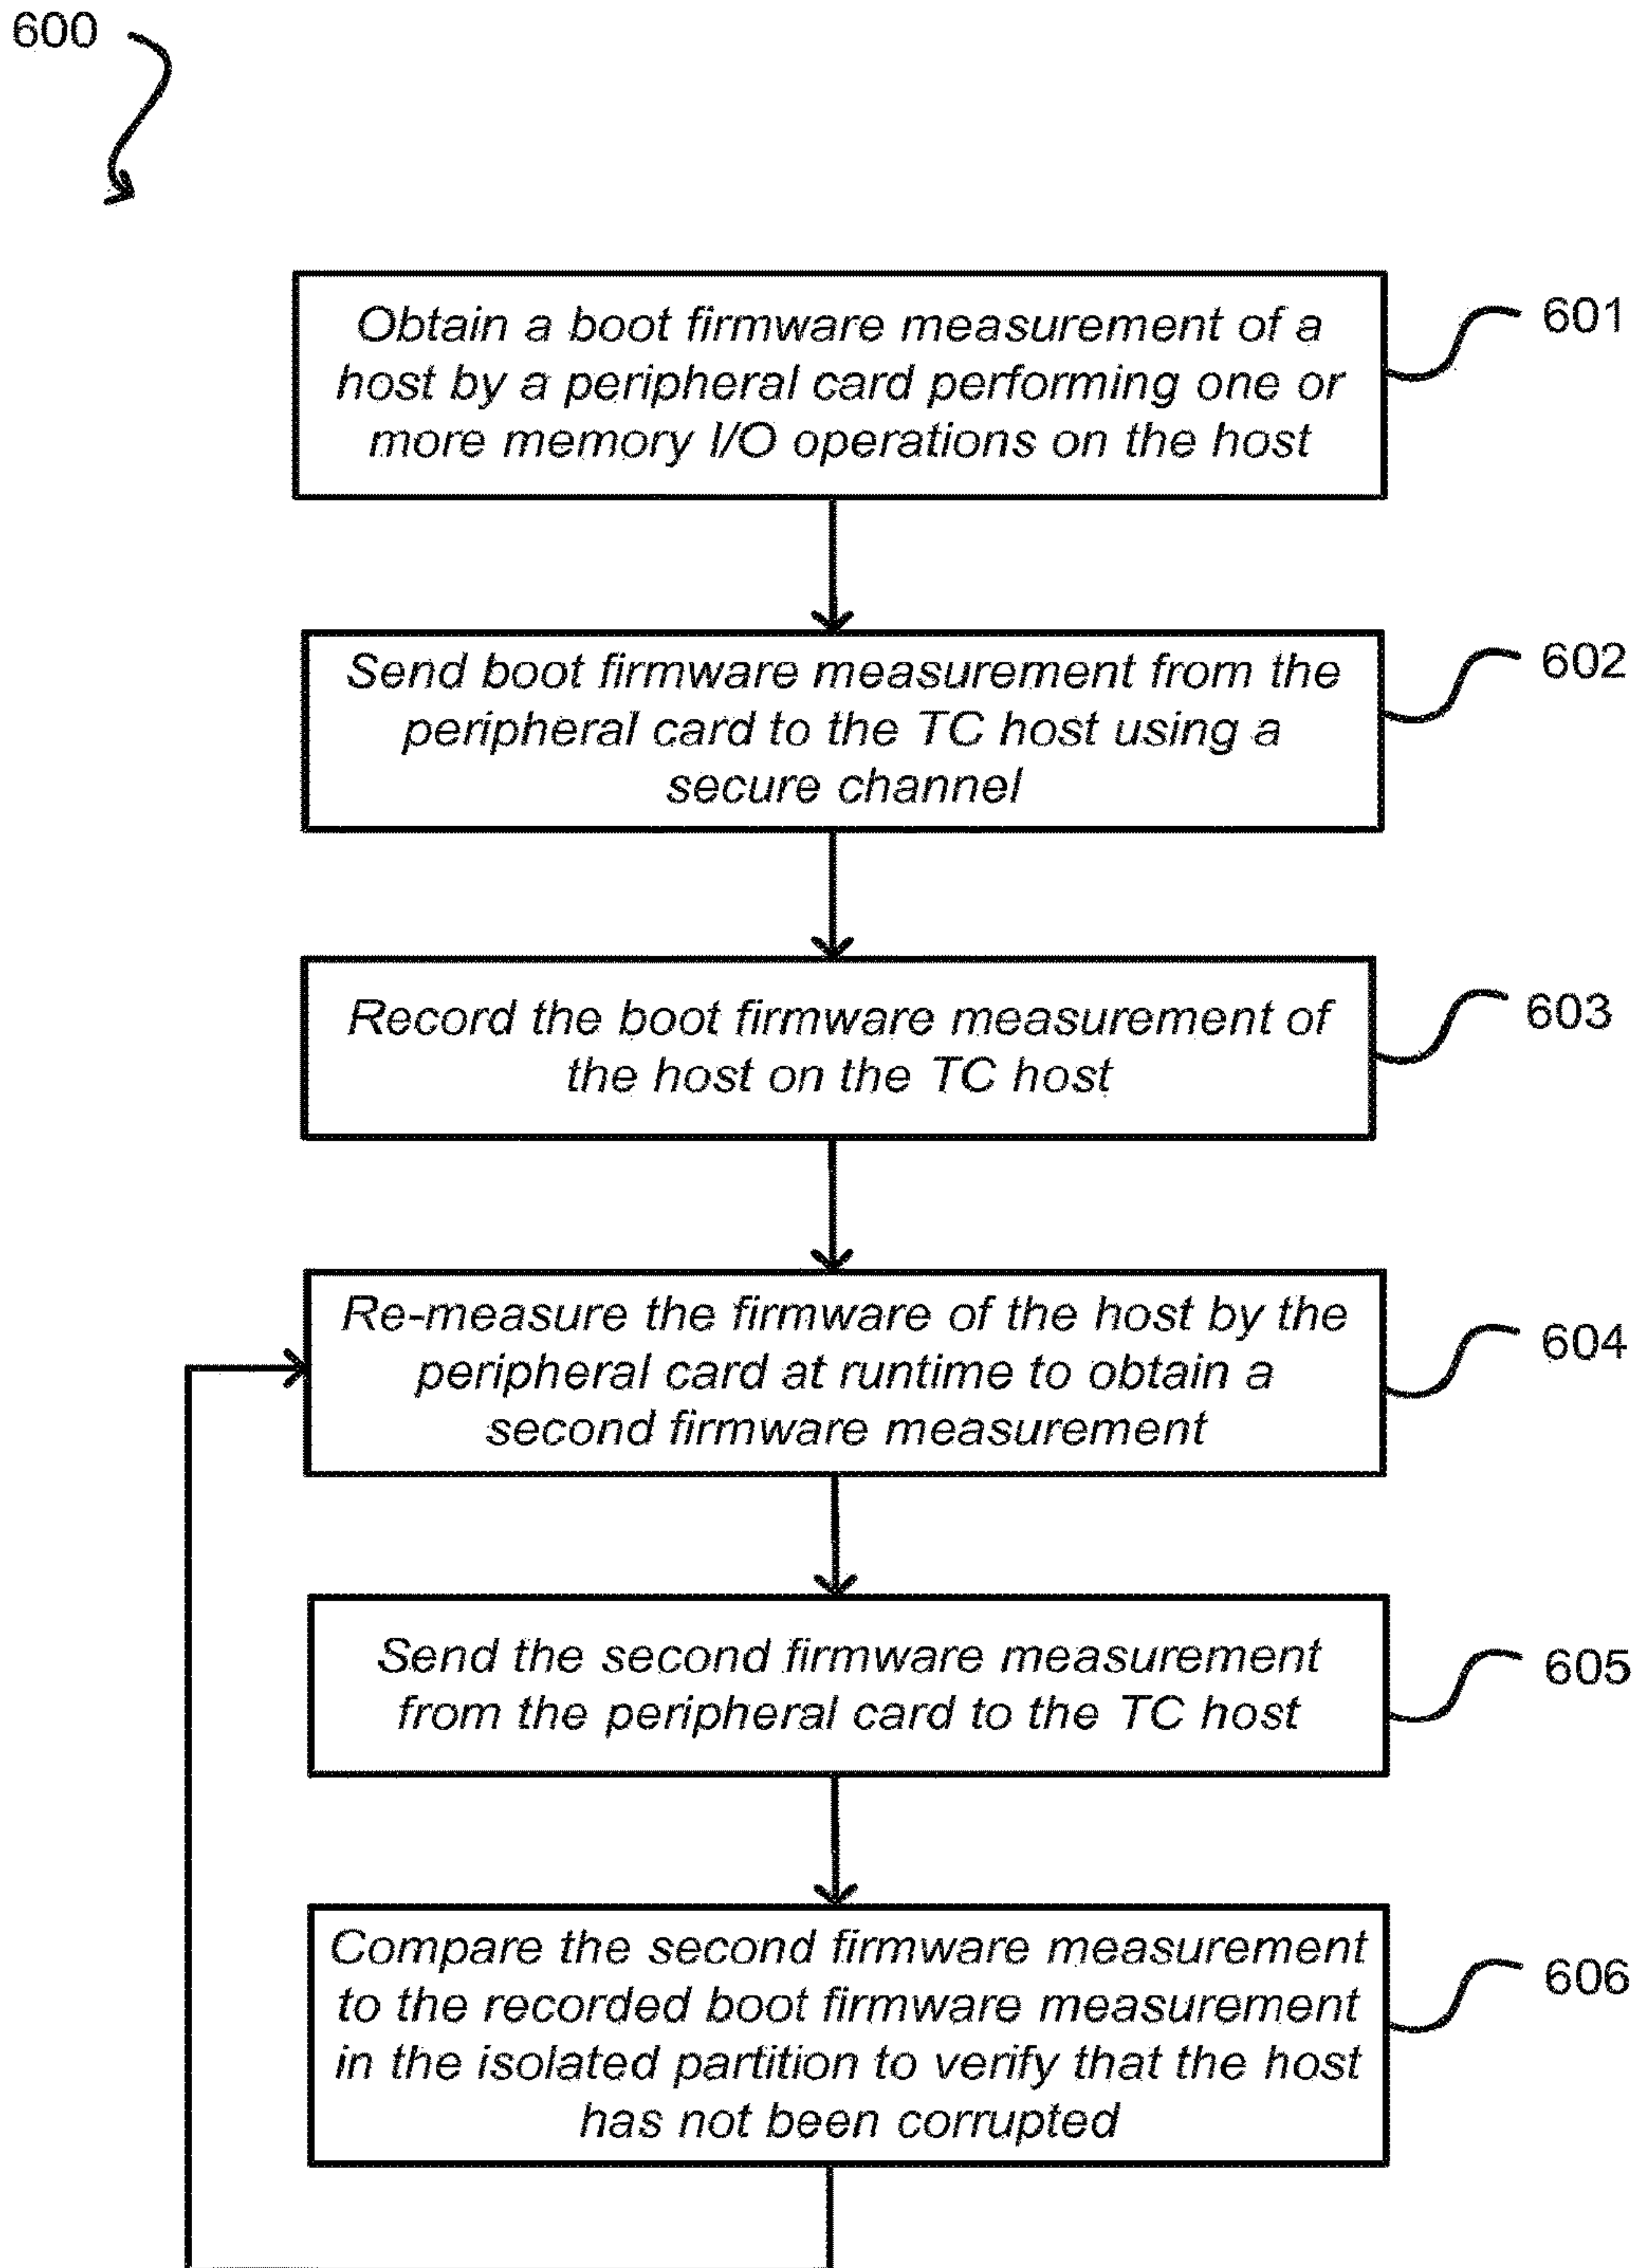 600
Obtain a boot firmware measurement of a
host by a peripheral card performing one or
more memory I/O operations on the host
601
Send boot firmware measurement from the
peripheral card to the TC host using a
secure channel
602
Record the boot firmware measurement of
the host on the TC host
603
Re-measure the firmware of the host by the
peripheral card at runtime to obtain a
second firmware measurement
604
Send the second firmware measurement
from the peripheral card to the TC host
605
Compare the second firmware measurement
to the recorded boot firmware measurement
in the isolated partition to verify that the host
has not been corrupted
606